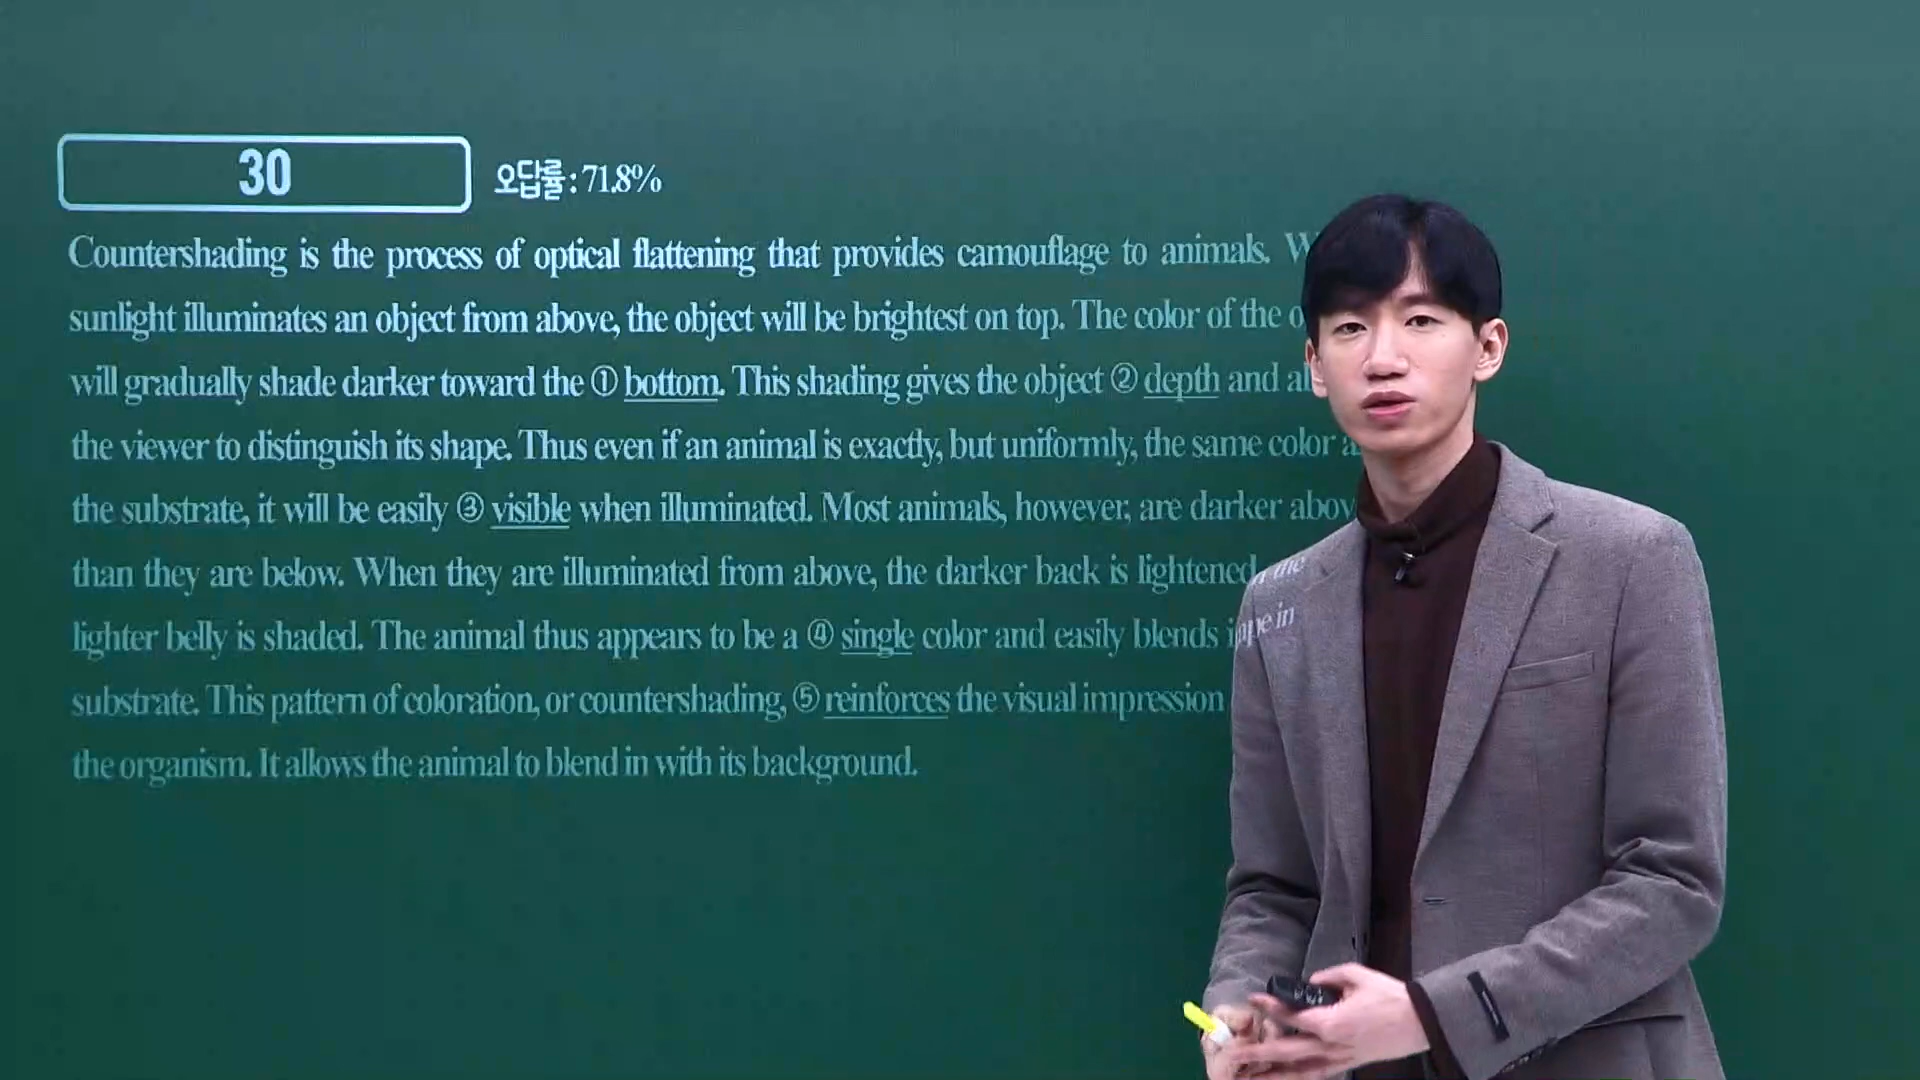 30
오답률 : 71.8%
Countershading is the process of optical flattening that provides camouflage to animals.
sunlight illuminates an object from above, the object will be brightest on top. The color of the
will gradually shade darker toward the ① bottom. This shading gives the object ② depth and
the viewer to distinguish its shape. Thus even if an animal is exactly, but uniformly, the same color
the substrate, it will be easily ③ visible when illuminated. Most animals, however, are darker
than they are below. When they are illuminated from above, the darker back is lightened the
lighter belly is shaded. The animal thus appears to be a ④ single color and easily blends in
substrate. This pattern of coloration, or countershading, ⑤ reinforces the visual impression
the organism. It allows the animal to blend in with its background.